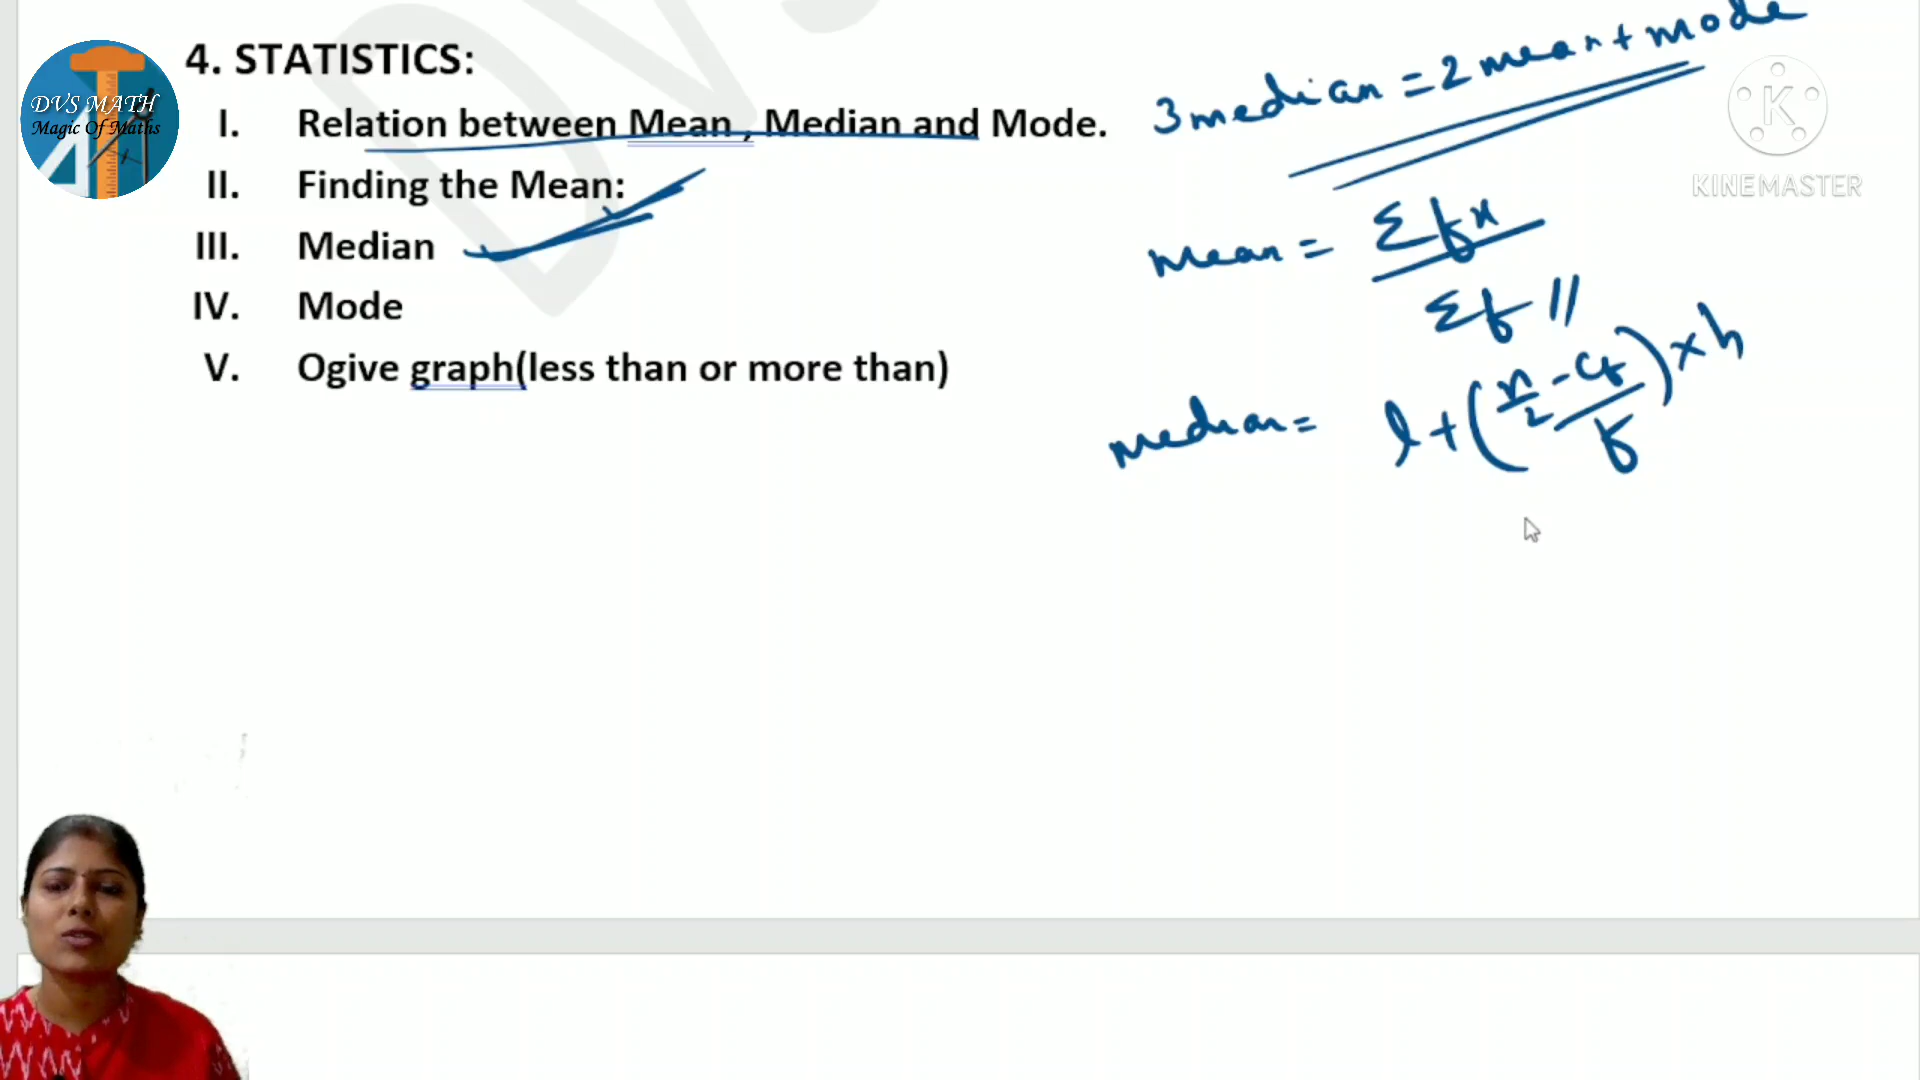 4. STATISTICS:
I. Relation between Mean , Median and Mode.
II. Finding the Mean:
III. Median
IV. Mode
V. Ogive graph(less than or more than)
3 median = 2 mean + mode
mean = Σfx / Σf //
median = l + (n/2 - cf / f) × h
DVS MATH
Magic Of Maths
K
KINEMASTER
DVS